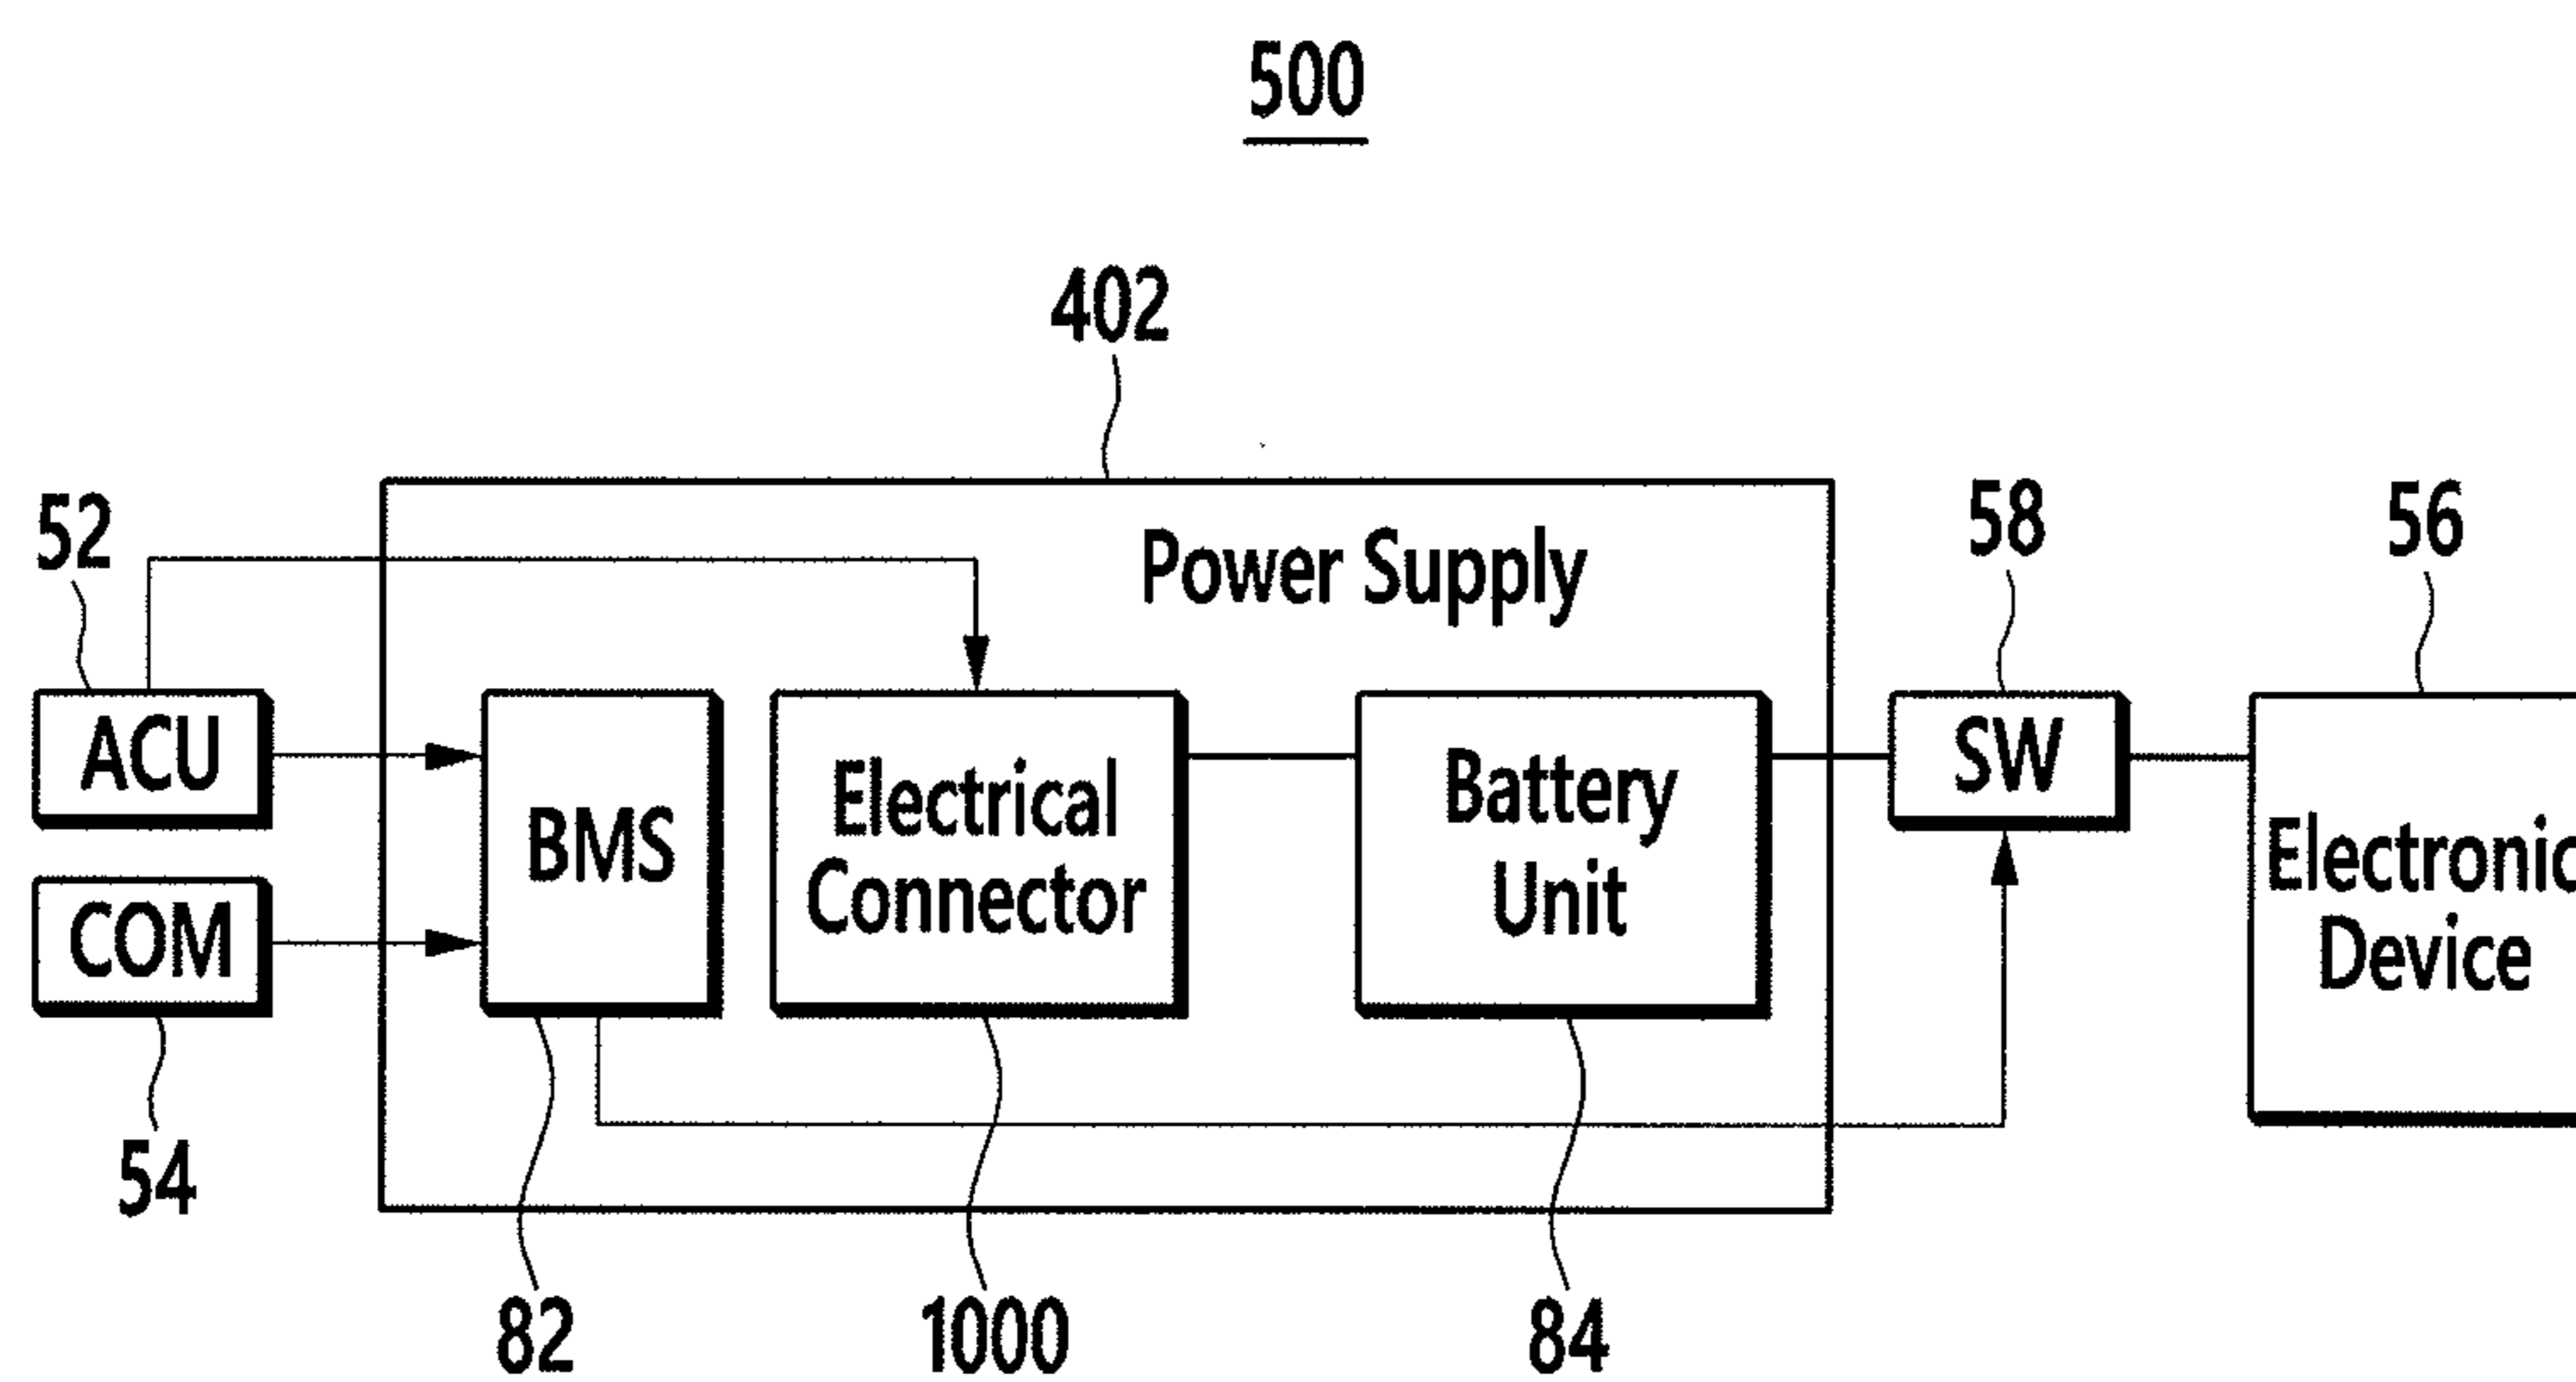 500
402
52
Power Supply
58
56
ACU
BMS
Electrical
Connector
Battery
Unit
SW
Electronic
Device
COM
54
82
1000
84